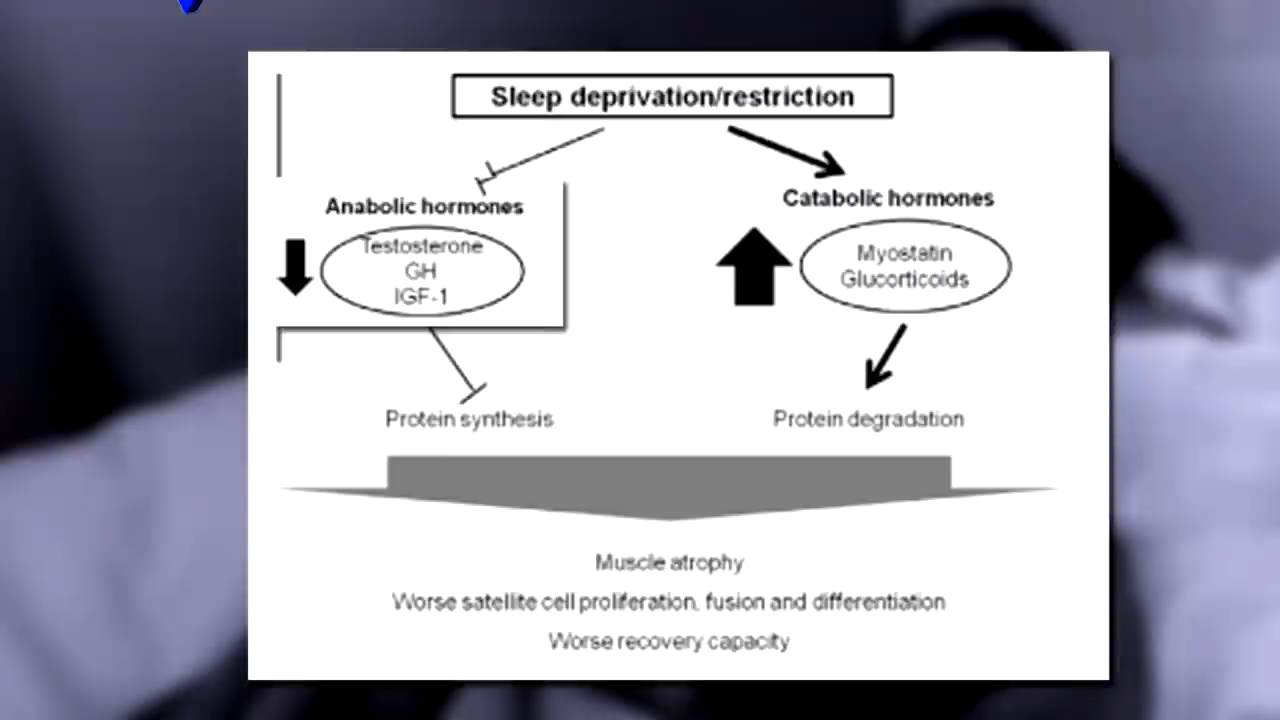 Sleep deprivation/restriction
Anabolic hormones
Testosterone
GH
IGF-1
Catabolic hormones
Myostatin
Glucorticoids
Protein synthesis
Protein degradation
Muscle atrophy
Worse satellite cell proliferation, fusion and differentiation
Worse recovery capacity